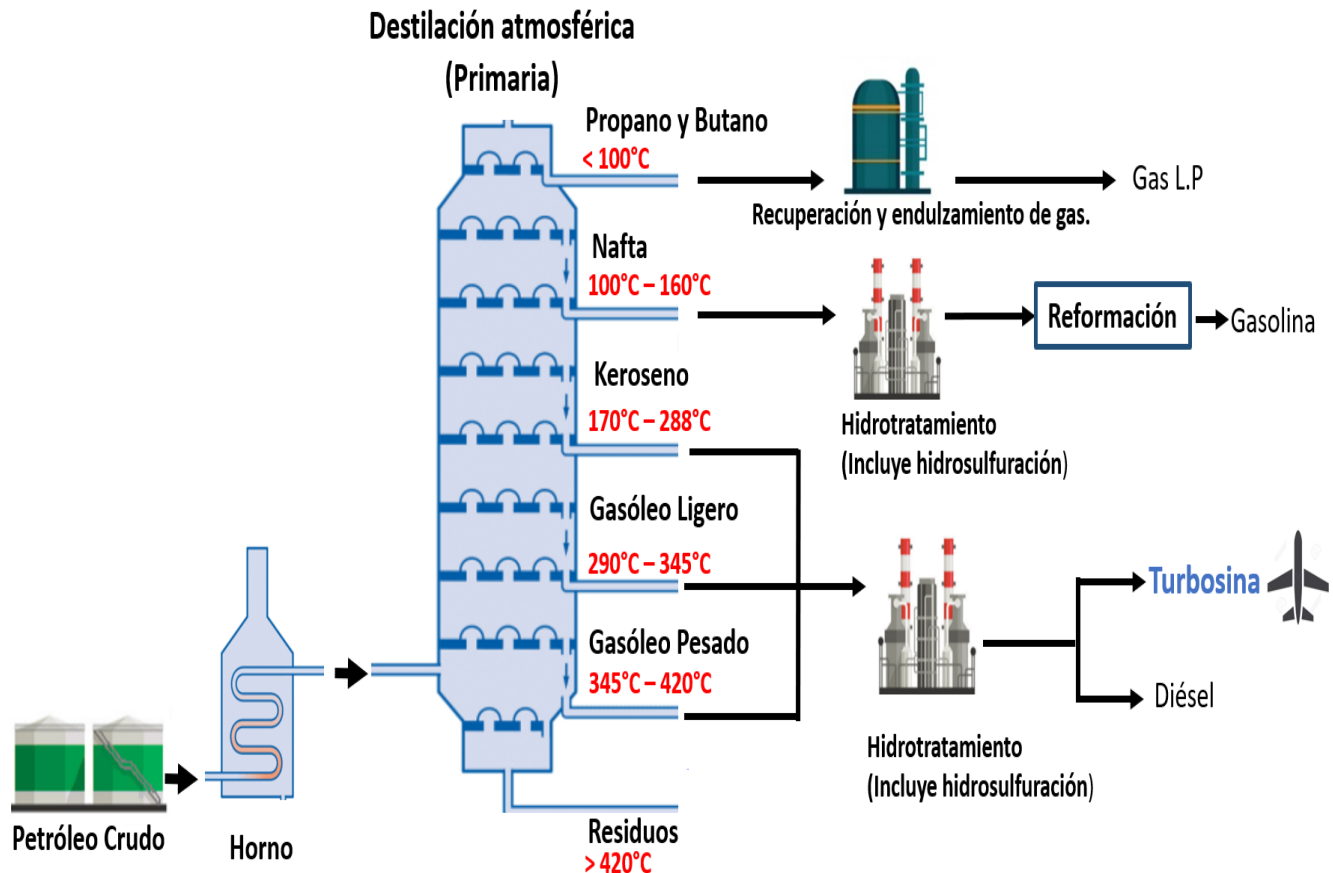 Destilación atmosférica
(Primaria)
Propano y Butano
< 100°C
Gas L.P
Recuperación y endulzamiento de gas.
Nafta
100°C – 160°C
Reformación
Gasolina
Keroseno
170°C – 288°C
Hidrotratamiento
(Incluye hidrosulfuración)
Gasóleo Ligero
290°C – 345°C
Turbosina
Gasóleo Pesado
345°C – 420°C
Diésel
Hidrotratamiento
(Incluye hidrosulfuración)
Petróleo Crudo
Horno
Residuos
> 420°C